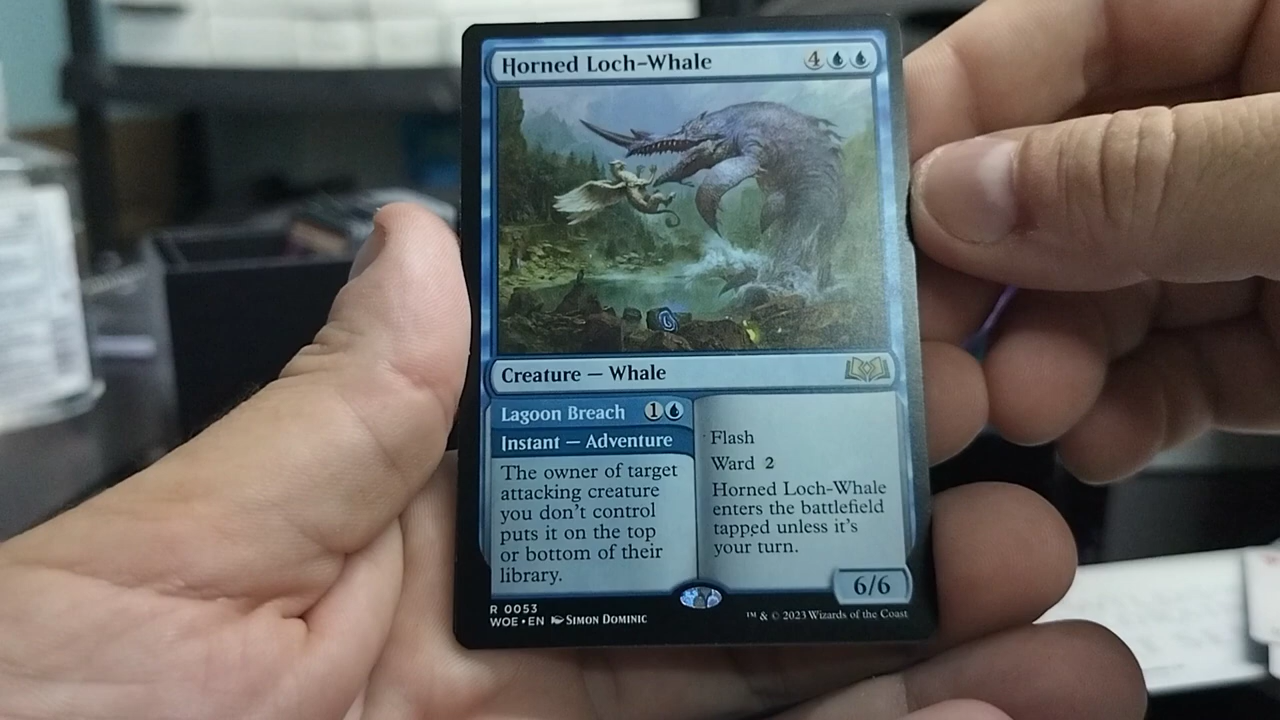 Horned Loch-Whale 4
Creature — Whale
Lagoon Breach 1
Instant — Adventure
The owner of target
attacking creature
you don't control
puts it on the top
or bottom of their
library.
Flash
Ward 2
Horned Loch-Whale
enters the battlefield
tapped unless it's
your turn.
6/6
R 0053
WOE • EN Simon Dominic
™ & © 2023 Wizards of the Coast